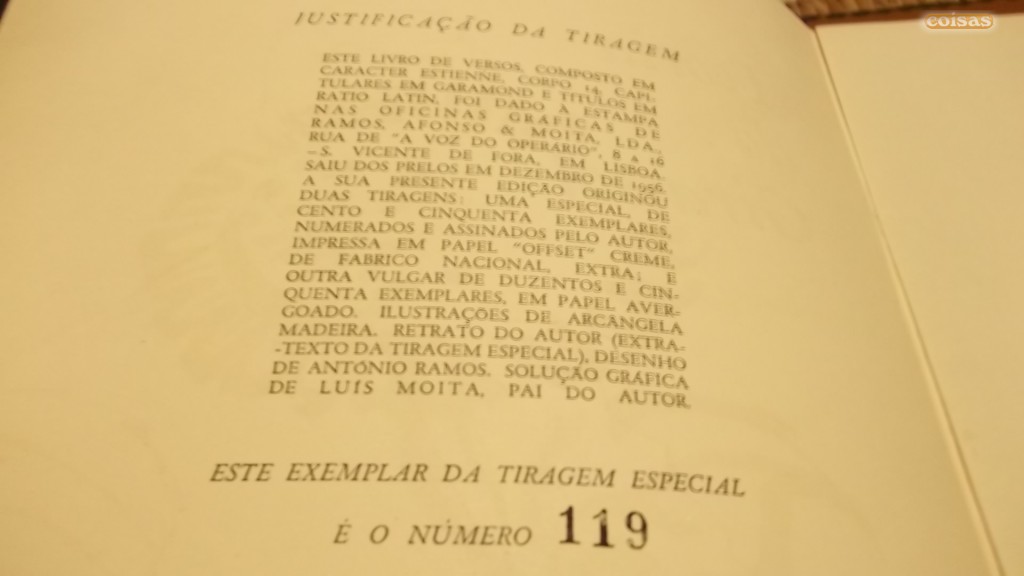 coisas
JUSTIFICAÇÃO DA TIRAGEM
ESTE LIVRO DE VERSOS, COMPOSTO EM
CARACTER ESTIENNE, CORPO 14, CAPI-
TULARES EM GARAMOND E TITULOS EM
RATIO LATIN, FOI DADO À ESTAMPA
NAS OFICINAS GRÁFICAS DE
RAMOS, AFONSO & MOITA, LDA.,
RUA DE "A VOZ DO OPERÁRIO", 8 a 16
–S. VICENTE DE FORA, EM LISBOA.
SAIU DOS PRELOS EM DEZEMBRO DE 1956.
A SUA PRESENTE EDIÇÃO ORIGINOU
DUAS TIRAGENS: UMA ESPECIAL, DE
CENTO E CINQUENTA EXEMPLARES,
NUMERADOS E ASSINADOS PELO AUTOR,
IMPRESSA EM PAPEL "OFFSET" CREME,
DE FABRICO NACIONAL, EXTRA; E
OUTRA VULGAR DE DUZENTOS E CIN-
QUENTA EXEMPLARES, EM PAPEL AVER-
GOADO. ILUSTRAÇÕES DE ARCÂNGELA
MADEIRA. RETRATO DO AUTOR (EXTRA-
-TEXTO DA TIRAGEM ESPECIAL), DESENHO
DE ANTÓNIO RAMOS. SOLUÇÃO GRÁFICA
DE LUÍS MOITA, PAI DO AUTOR.
ESTE EXEMPLAR DA TIRAGEM ESPECIAL
É O NÚMERO 119